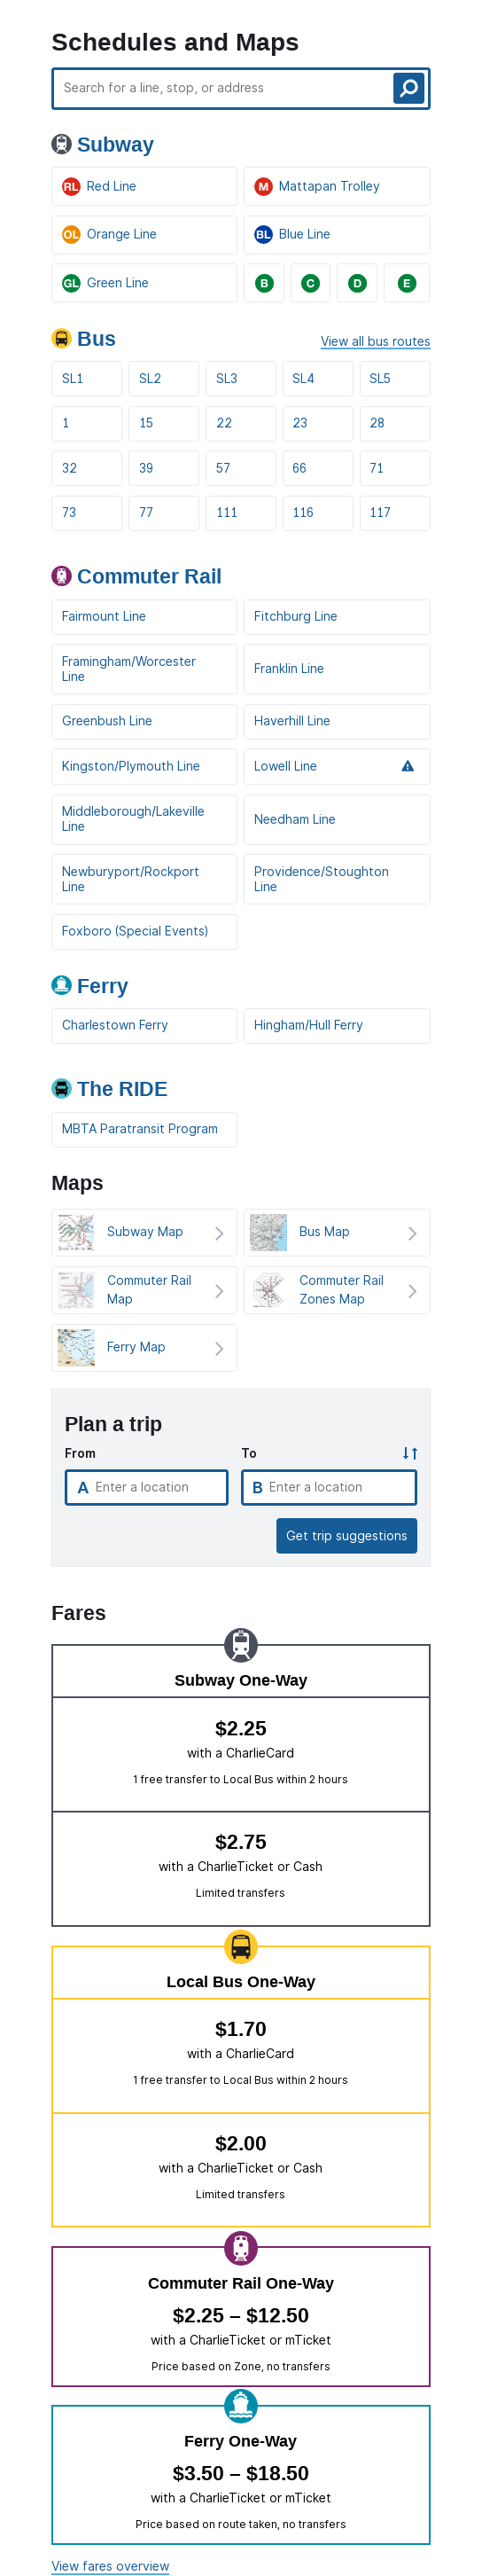 Schedules and Maps
Search for a line, stop, or address
Subway
RL Red Line
M Mattapan Trolley
OL Orange Line
BL Blue Line
GL Green Line
B C D E
Bus
View all bus routes
SL1 SL2 SL3 SL4 SL5
1 15 22 23 28
32 39 57 66 71
73 77 111 116 117
Commuter Rail
Fairmount Line
Fitchburg Line
Framingham/Worcester
Line
Franklin Line
Greenbush Line
Haverhill Line
Kingston/Plymouth Line
Lowell Line
Middleborough/Lakeville
Line
Needham Line
Newburyport/Rockport
Line
Providence/Stoughton
Line
Foxboro (Special Events)
Ferry
Charlestown Ferry
Hingham/Hull Ferry
The RIDE
MBTA Paratransit Program
Maps
Subway Map
Bus Map
Commuter Rail
Map
Commuter Rail
Zones Map
Ferry Map
Plan a trip
From
To
A Enter a location
B Enter a location
Get trip suggestions
Fares
Subway One-Way
$2.25
with a CharlieCard
1 free transfer to Local Bus within 2 hours
$2.75
with a CharlieTicket or Cash
Limited transfers
Local Bus One-Way
$1.70
with a CharlieCard
1 free transfer to Local Bus within 2 hours
$2.00
with a CharlieTicket or Cash
Limited transfers
Commuter Rail One-Way
$2.25 – $12.50
with a CharlieTicket or mTicket
Price based on Zone, no transfers
Ferry One-Way
$3.50 – $18.50
with a CharlieTicket or mTicket
Price based on route taken, no transfers
View fares overview